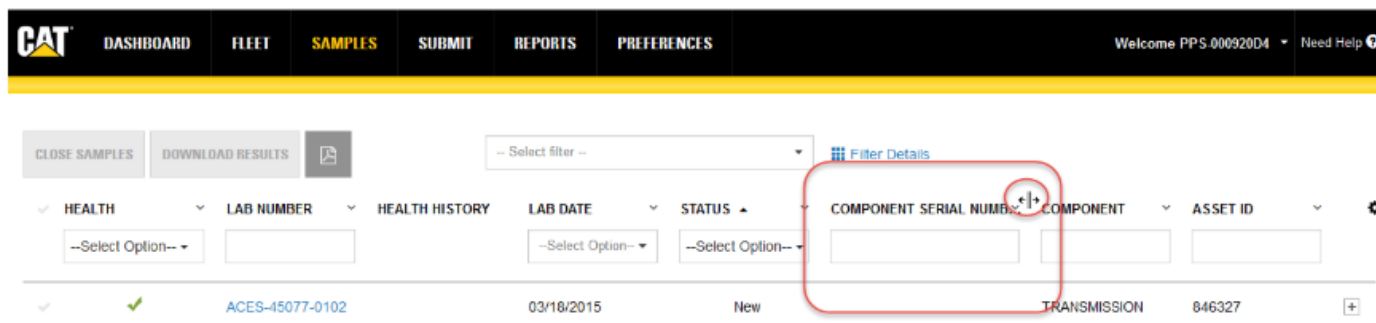 CAT DASHBOARD FLEET SAMPLES SUBMIT REPORTS PREFERENCES Welcome PPS-000920D4 Need Help ?
CLOSE SAMPLES DOWNLOAD RESULTS -- Select filter -- Filter Details
HEALTH LAB NUMBER HEALTH HISTORY LAB DATE STATUS COMPONENT SERIAL NUMB... COMPONENT ASSET ID
--Select Option-- --Select Option-- --Select Option--
ACES-45077-0102 03/18/2015 New TRANSMISSION 846327